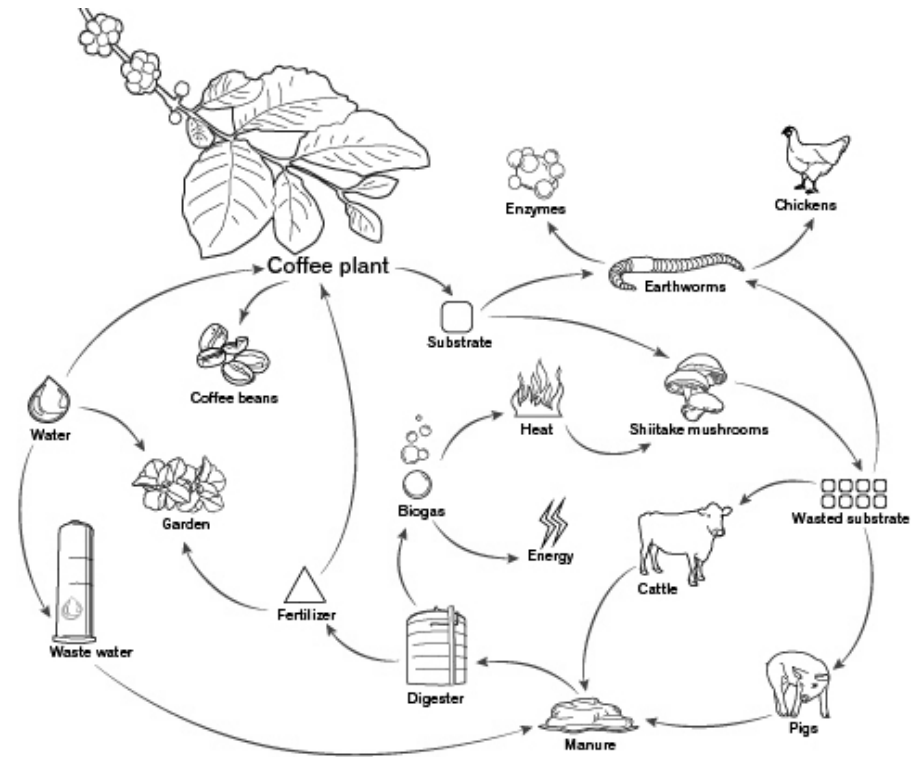 Enzymes
Chickens
Coffee plant
Earthworms
Substrate
Coffee beans
Water
Heat
Shiitake mushrooms
Garden
Biogas
Energy
Wasted substrate
Fertilizer
Cattle
Waste water
Digester
Manure
Pigs